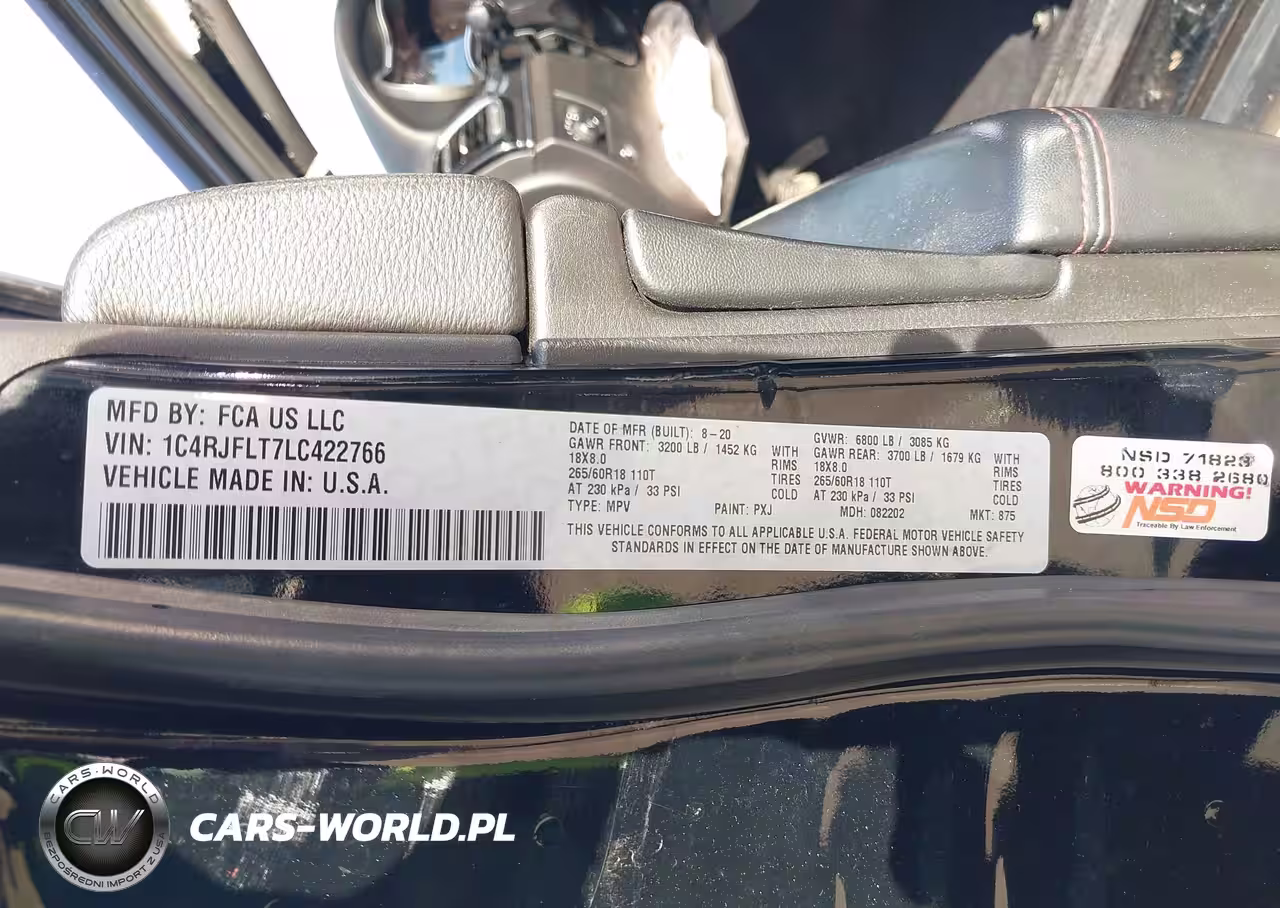 MFD BY: FCA US LLC
VIN: 1C4RJFLT7LC422766
VEHICLE MADE IN: U.S.A.
DATE OF MFR (BUILT): 8-20
GAWR FRONT: 3200 LB / 1452 KG WITH
18X8.0 RIMS
265/60R18 110T TIRES
AT 230 kPa / 33 PSI COLD
TYPE: MPV
GVWR: 6800 LB / 3085 KG
GAWR REAR: 3700 LB / 1679 KG WITH
18X8.0 RIMS
265/60R18 110T TIRES
AT 230 kPa / 33 PSI COLD
PAINT: PXJ MDH: 082202 MKT: 875
THIS VEHICLE CONFORMS TO ALL APPLICABLE U.S.A. FEDERAL MOTOR VEHICLE SAFETY
STANDARDS IN EFFECT ON THE DATE OF MANUFACTURE SHOWN ABOVE.
NSD
800 338 2680
WARNING!
NSD
Traceable By Law Enforcement
CARS-WORLD
CW
BEZPOŚREDNI IMPORT Z USA
CARS-WORLD.PL